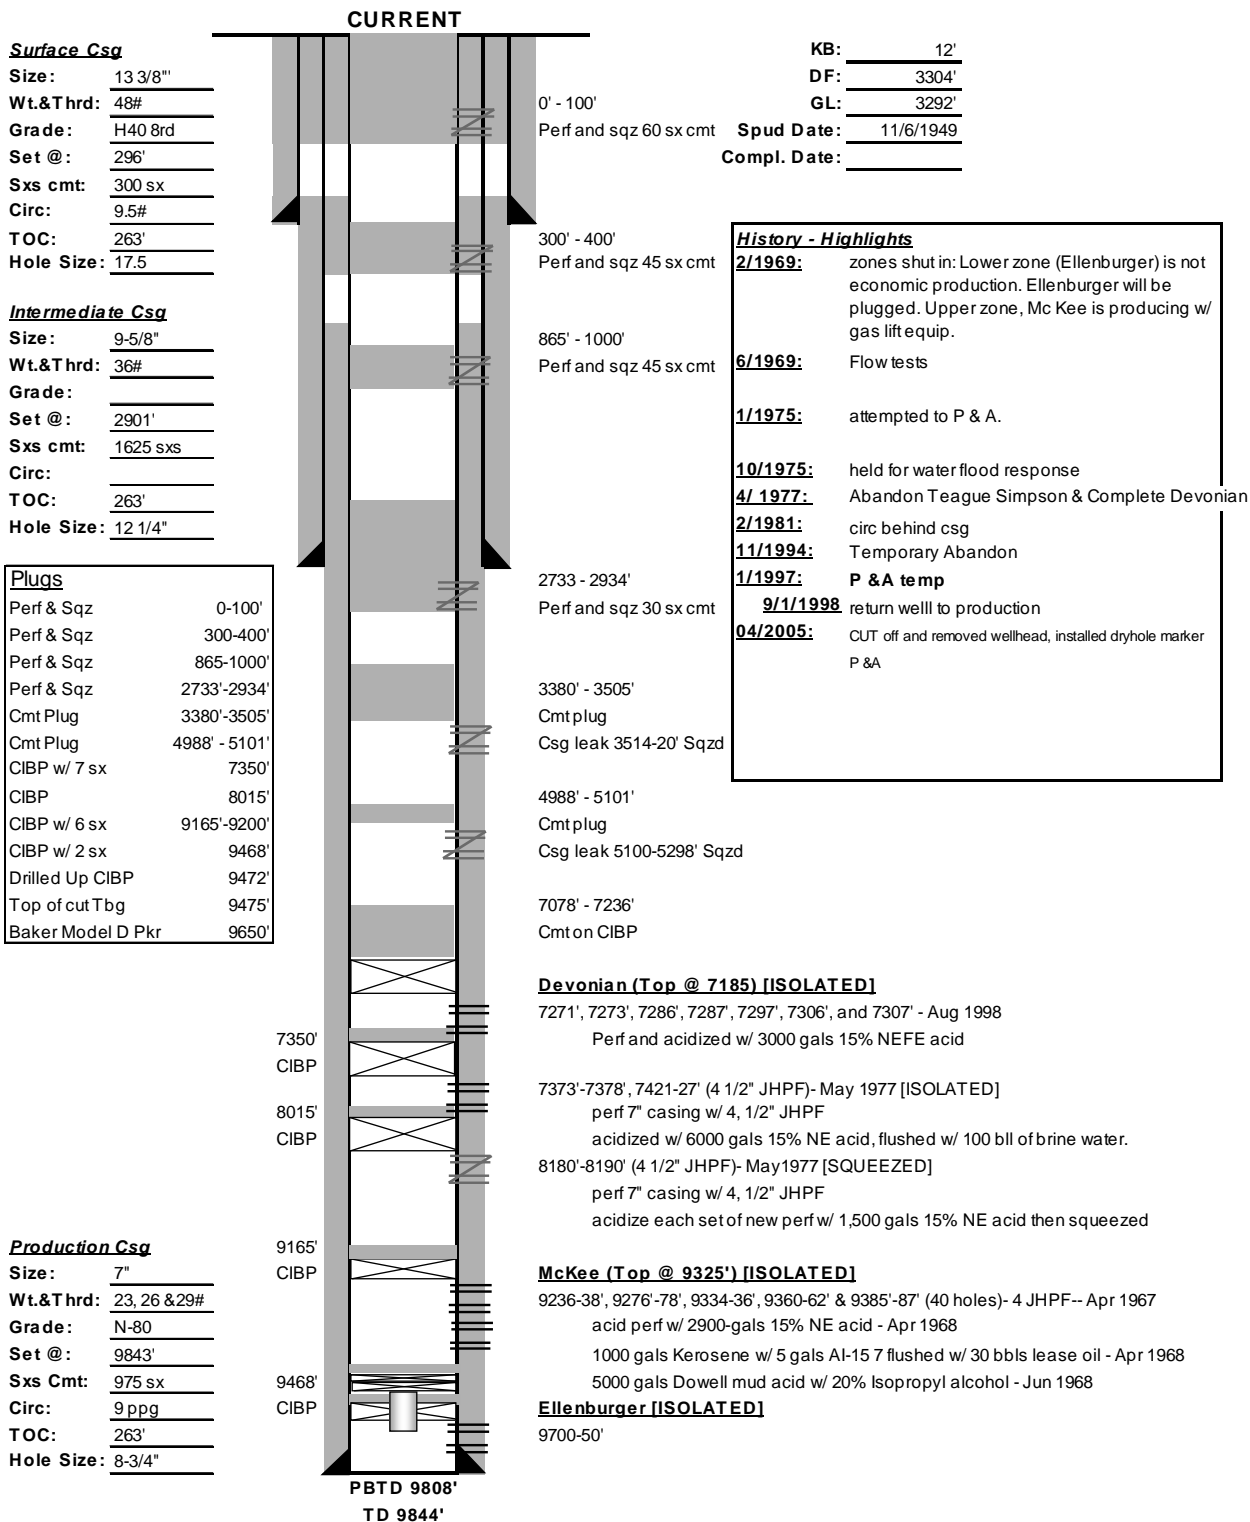 CURRENT
Surface Csg
Size: 13 3/8"'
Wt.&Thrd: 48#
Grade: H40 8rd
Set @: 296'
Sxs cmt: 300 sx
Circ: 9.5#
TOC: 263'
Hole Size: 17.5
Intermediate Csg
Size: 9-5/8"
Wt.&Thrd: 36#
Grade:
Set @: 2901'
Sxs cmt: 1625 sxs
Circ:
TOC: 263'
Hole Size: 12 1/4"
Plugs
Perf & Sqz 0-100'
Perf & Sqz 300-400'
Perf & Sqz 865-1000'
Perf & Sqz 2733'-2934'
Cmt Plug 3380'-3505'
Cmt Plug 4988' - 5101'
CIBP w/ 7 sx 7350'
CIBP 8015'
CIBP w/ 6 sx 9165'-9200'
CIBP w/ 2 sx 9468'
Drilled Up CIBP 9472'
Top of cut Tbg 9475'
Baker Model D Pkr 9650'
Production Csg
Size: 7"
Wt.&Thrd: 23, 26 &29#
Grade: N-80
Set @: 9843'
Sxs Cmt: 975 sx
Circ: 9 ppg
TOC: 263'
Hole Size: 8-3/4"
7350'
CIBP
8015'
CIBP
9165'
CIBP
9468'
CIBP
PBTD 9808'
TD 9844'
0' - 100'
Perf and sqz 60 sx cmt
300' - 400'
Perf and sqz 45 sx cmt
865' - 1000'
Perf and sqz 45 sx cmt
2733 - 2934'
Perf and sqz 30 sx cmt
3380' - 3505'
Cmt plug
Csg leak 3514-20' Sqzd
4988' - 5101'
Cmt plug
Csg leak 5100-5298' Sqzd
7078' - 7236'
Cmt on CIBP
KB: 12'
DF: 3304'
GL: 3292'
Spud Date: 11/6/1949
Compl. Date:
History - Highlights
2/1969: zones shut in: Lower zone (Ellenburger) is not
economic production. Ellenburger will be
plugged. Upper zone, Mc Kee is producing w/
gas lift equip.
6/1969: Flow tests
1/1975: attempted to P & A.
10/1975: held for water flood response
4/ 1977: Abandon Teague Simpson & Complete Devonian
2/1981: circ behind csg
11/1994: Temporary Abandon
1/1997: P &A temp
9/1/1998 return welll to production
04/2005: CUT off and removed wellhead, installed dryhole marker
P &A
Devonian (Top @ 7185) [ISOLATED]
7271', 7273', 7286', 7287', 7297', 7306', and 7307' - Aug 1998
Perf and acidized w/ 3000 gals 15% NEFE acid
7373'-7378', 7421-27' (4 1/2" JHPF)- May 1977 [ISOLATED]
perf 7" casing w/ 4, 1/2" JHPF
acidized w/ 6000 gals 15% NE acid, flushed w/ 100 bll of brine water.
8180'-8190' (4 1/2" JHPF)- May1977 [SQUEEZED]
perf 7" casing w/ 4, 1/2" JHPF
acidize each set of new perf w/ 1,500 gals 15% NE acid then squeezed
McKee (Top @ 9325') [ISOLATED]
9236-38', 9276'-78', 9334-36', 9360-62' & 9385'-87' (40 holes)- 4 JHPF-- Apr 1967
acid perf w/ 2900-gals 15% NE acid - Apr 1968
1000 gals Kerosene w/ 5 gals AI-15 7 flushed w/ 30 bbls lease oil - Apr 1968
5000 gals Dowell mud acid w/ 20% Isopropyl alcohol - Jun 1968
Ellenburger [ISOLATED]
9700-50'